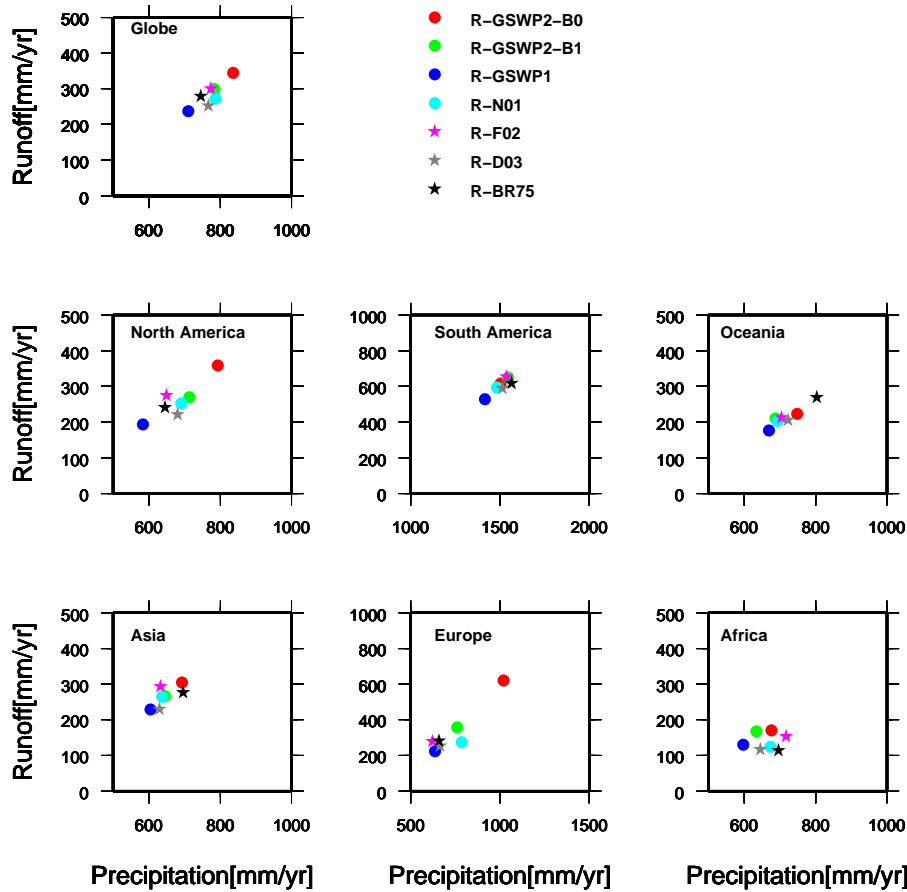 Globe
Runoff[mm/yr]
500
400
300
200
100
0
600 800 1000
R-GSWP2-B0
R-GSWP2-B1
R-GSWP1
R-N01
R-F02
R-D03
R-BR75
North America
Runoff[mm/yr]
500
400
300
200
100
0
600 800 1000
South America
1000
800
600
400
200
0
1000 1500 2000
Oceania
500
400
300
200
100
0
600 800 1000
Asia
Runoff[mm/yr]
500
400
300
200
100
0
600 800 1000
Precipitation[mm/yr]
Europe
1000
800
600
400
200
0
500 1000 1500
Precipitation[mm/yr]
Africa
500
400
300
200
100
0
600 800 1000
Precipitation[mm/yr]